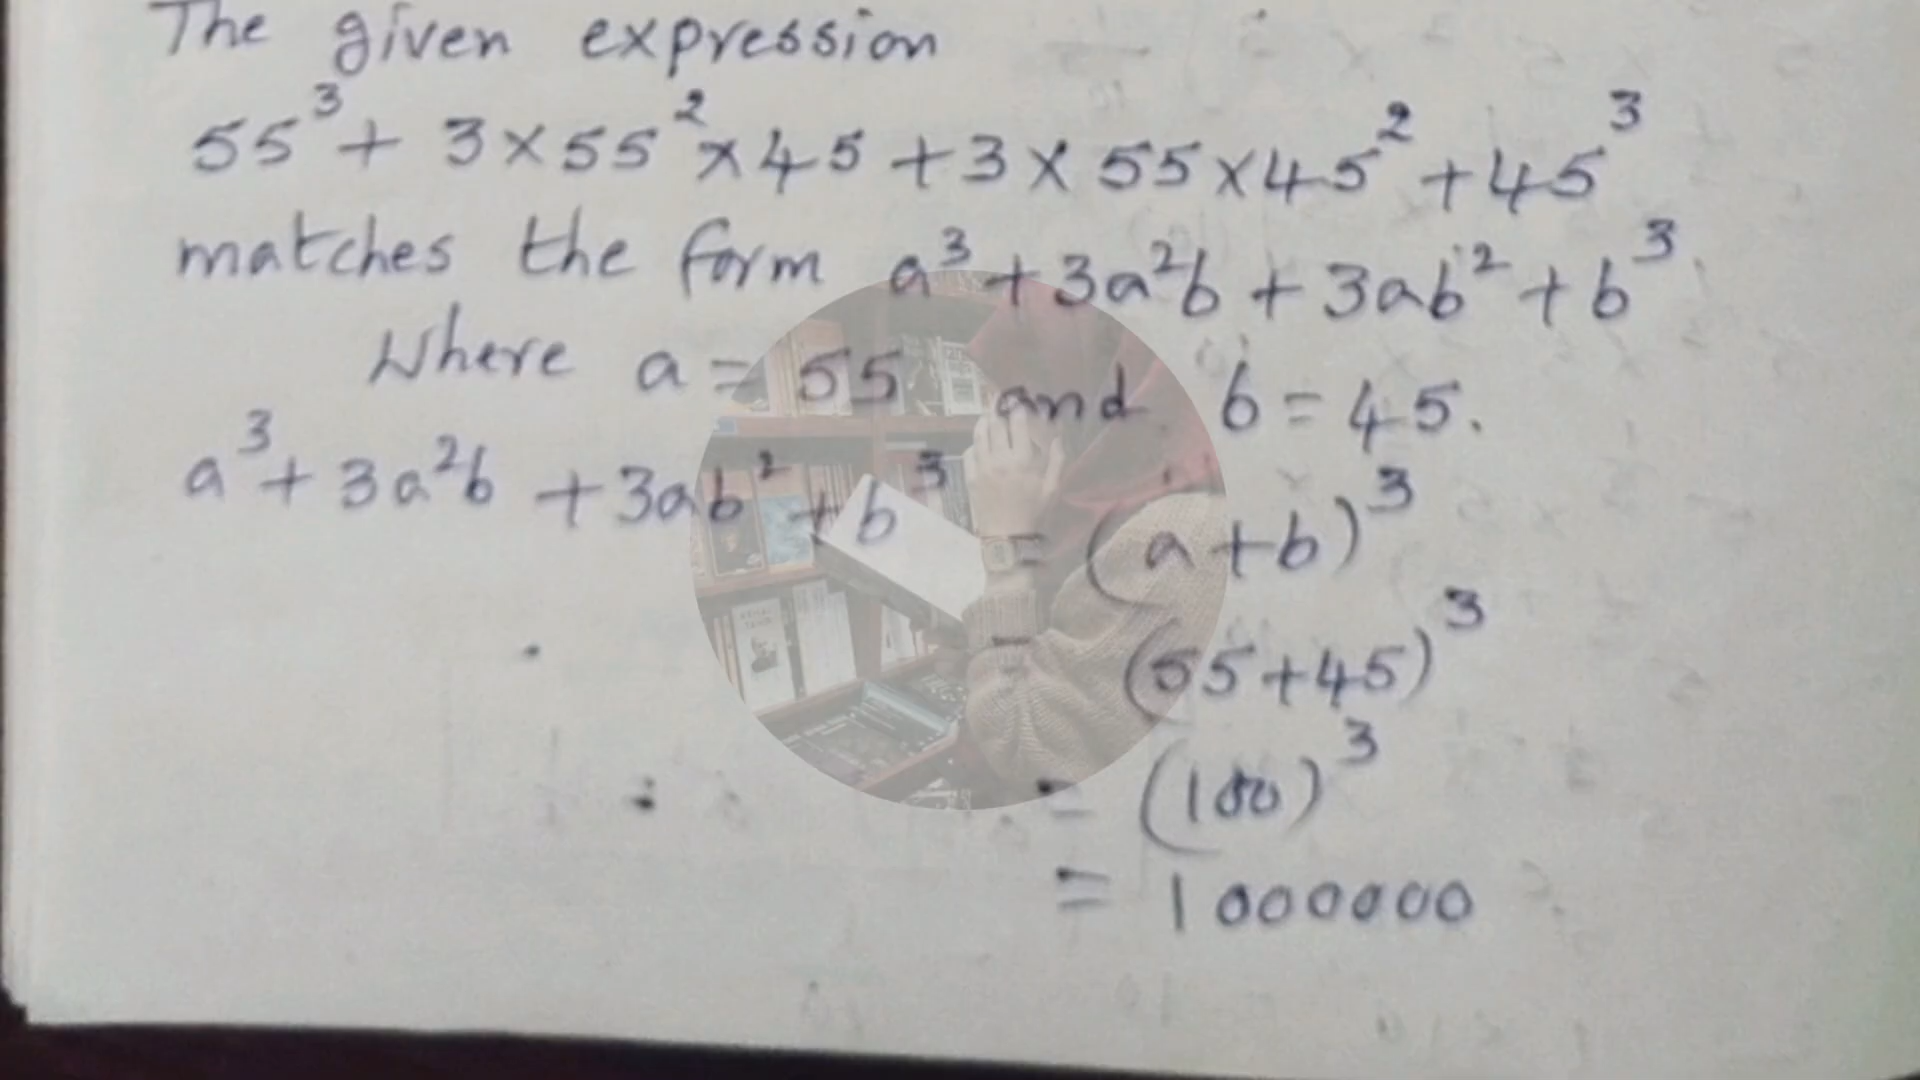 The given expression
55³ + 3×55²×45 + 3×55×45² + 45³
matches the form a³ + 3a²b + 3ab² + b³.
Where a = 55 and b = 45.
a³ + 3a²b + 3ab² + b³ = (a+b)³
= (55+45)³
= (100)³
= 1000000